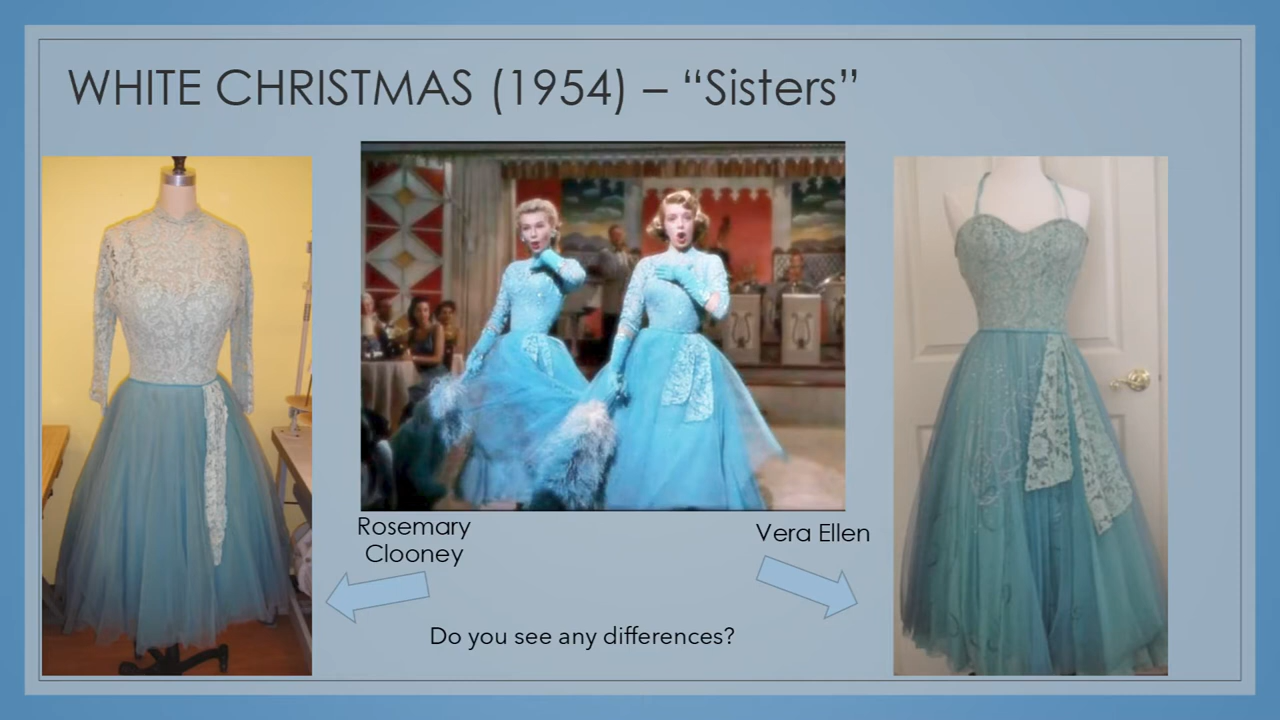 WHITE CHRISTMAS (1954) – “Sisters”
Rosemary
Clooney
Vera Ellen
Do you see any differences?